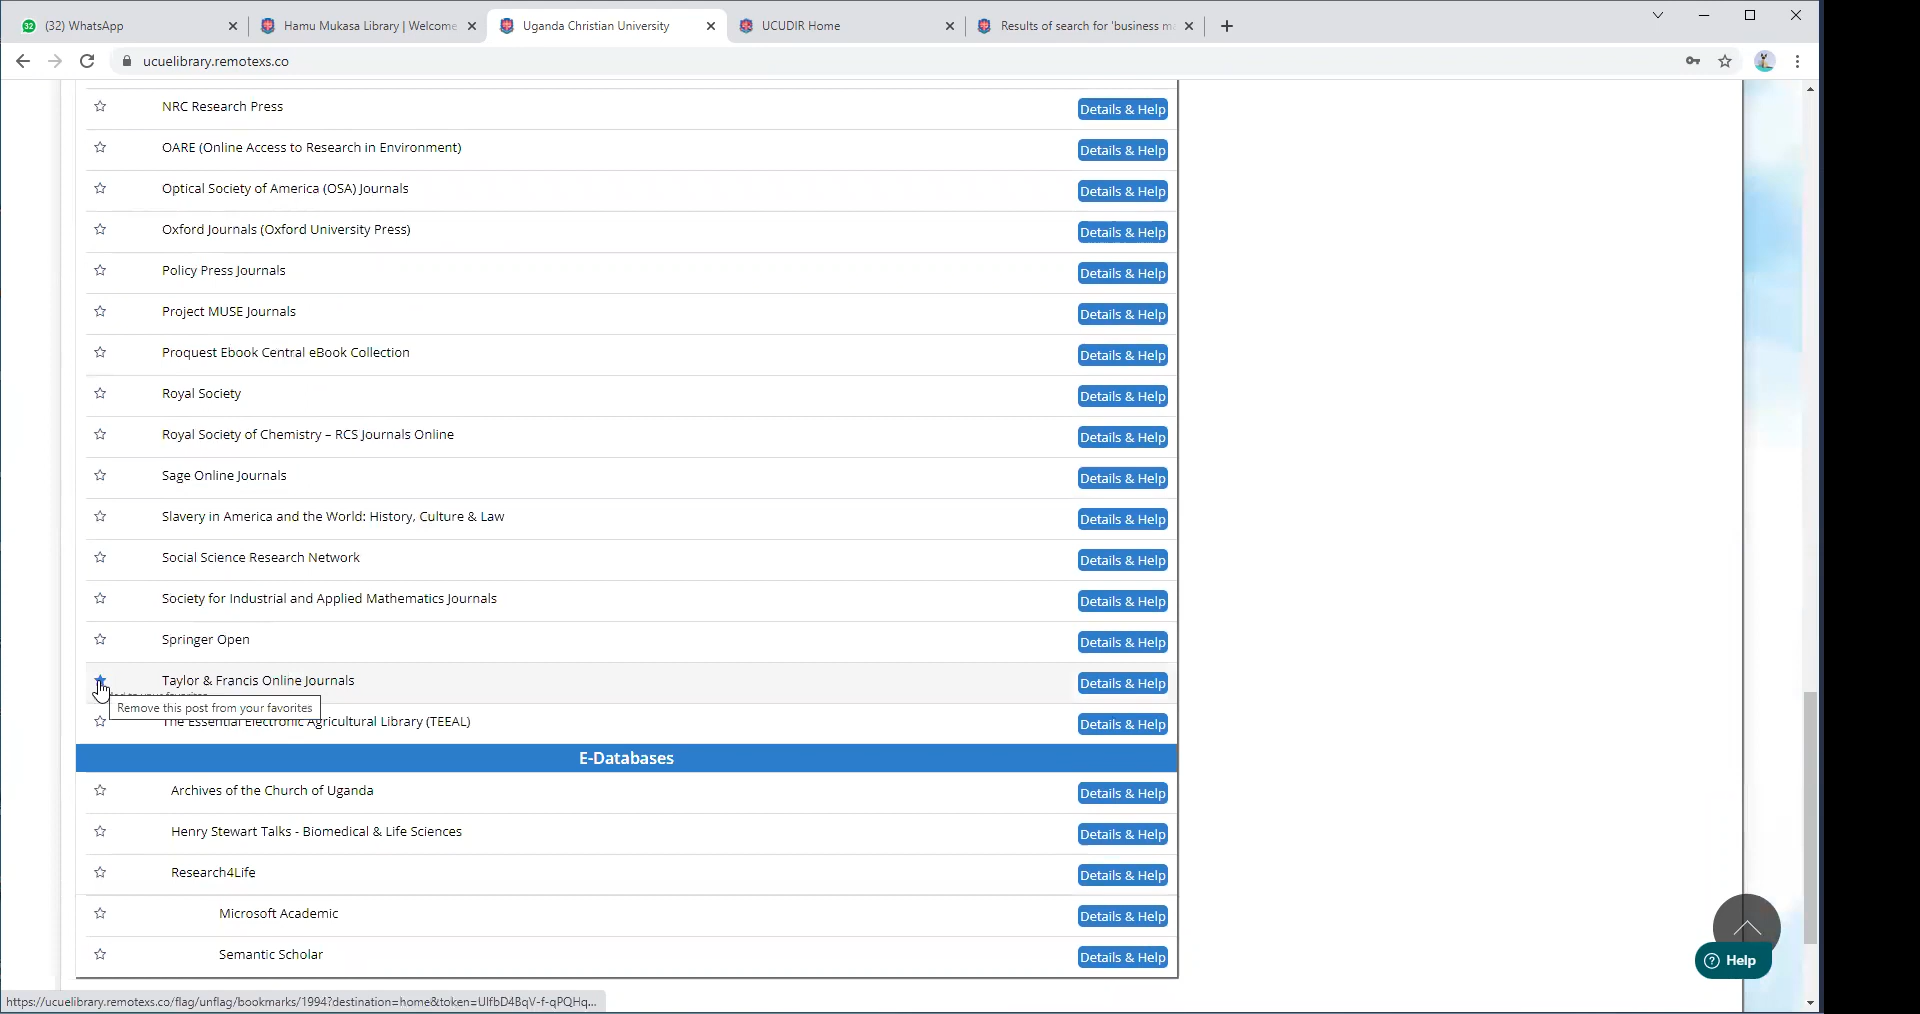 (32) WhatsApp
Hamu Mukasa Library | Welcome
Uganda Christian University
UCUDIR Home
Results of search for 'business m
ucuelibrary.remotexs.co
NRC Research Press Details & Help
OARE (Online Access to Research in Environment) Details & Help
Optical Society of America (OSA) Journals Details & Help
Oxford Journals (Oxford University Press) Details & Help
Policy Press Journals Details & Help
Project MUSE Journals Details & Help
Proquest Ebook Central eBook Collection Details & Help
Royal Society Details & Help
Royal Society of Chemistry – RCS Journals Online Details & Help
Sage Online Journals Details & Help
Slavery in America and the World: History, Culture & Law Details & Help
Social Science Research Network Details & Help
Society for Industrial and Applied Mathematics Journals Details & Help
Springer Open Details & Help
Taylor & Francis Online Journals Details & Help
Remove this post from your favorites
The Essential Electronic Agricultural Library (TEEAL) Details & Help
E-Databases
Archives of the Church of Uganda Details & Help
Henry Stewart Talks - Biomedical & Life Sciences Details & Help
Research4Life Details & Help
Microsoft Academic Details & Help
Semantic Scholar Details & Help
Help
https://ucuelibrary.remotexs.co/flag/unflag/bookmarks/1994?destination=home&token=UIfbD4BqV-f-qPQHq...